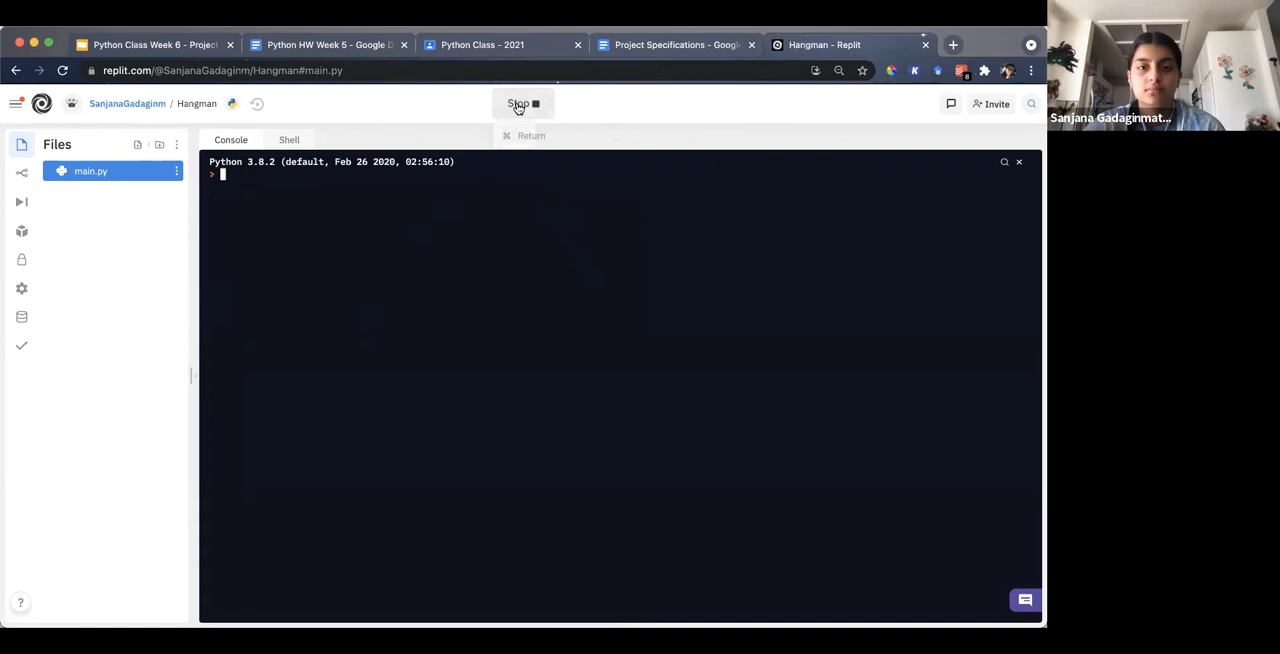 Python Class Week 6 - Project
Python HW Week 5 - Google D
Python Class - 2021
Project Specifications - Google
Hangman - Replit
replit.com/@SanjanaGadaginm/Hangman#main.py
8
SanjanaGadaginm / Hangman
Stop
Invite
Return
Files
Console
Shell
main.py
Python 3.8.2 (default, Feb 26 2020, 02:56:10)
>
?
Sanjana Gadaginmat...